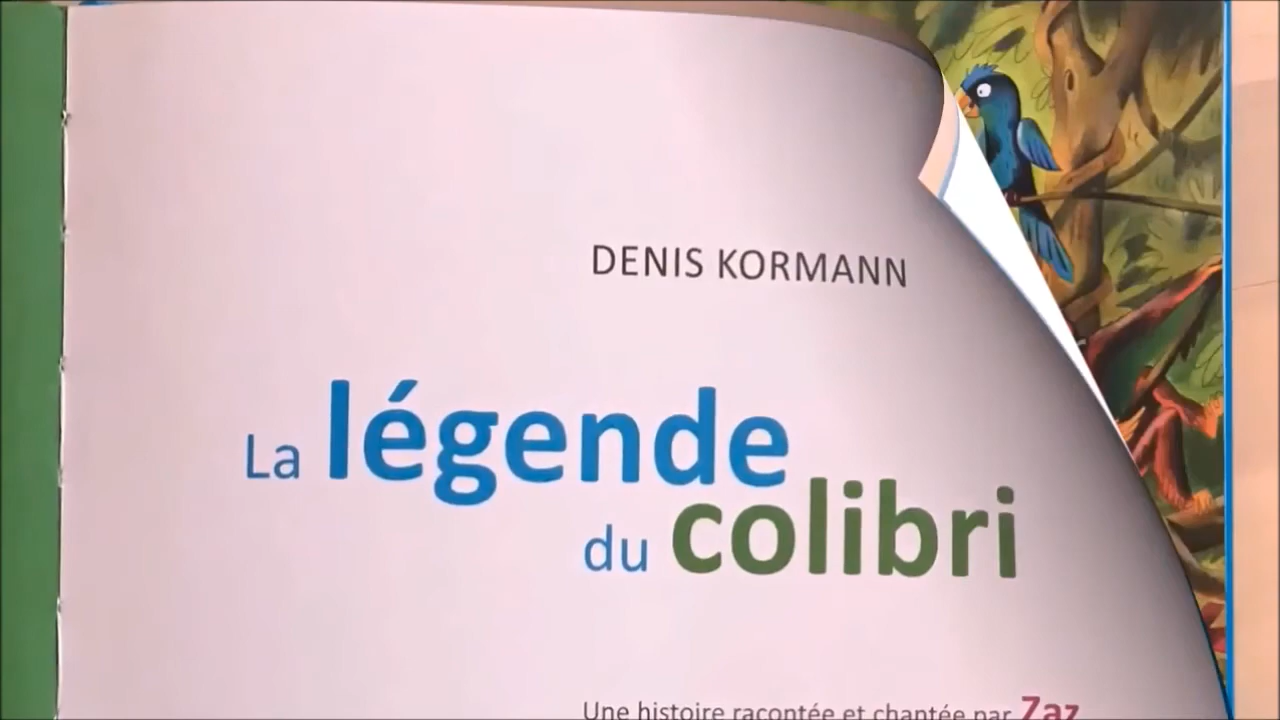 DENIS KORMANN
La légende
du colibri
Une histoire racontée et chantée par Zaz